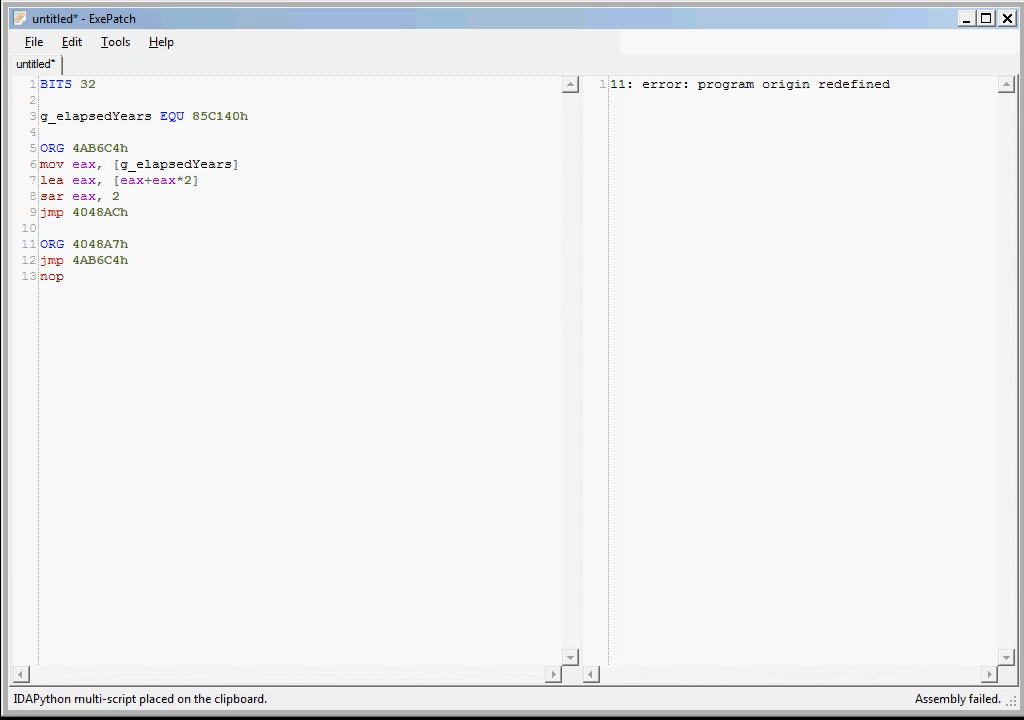 untitled* - ExePatch
File Edit Tools Help
untitled*
1 BITS 32
2
3 g_elapsedYears EQU 85C140h
4
5 ORG 4AB6C4h
6 mov eax, [g_elapsedYears]
7 lea eax, [eax+eax*2]
8 sar eax, 2
9 jmp 4048ACh
10
11 ORG 4048A7h
12 jmp 4AB6C4h
13 nop
1 11: error: program origin redefined
IDAPython multi-script placed on the clipboard.
Assembly failed.